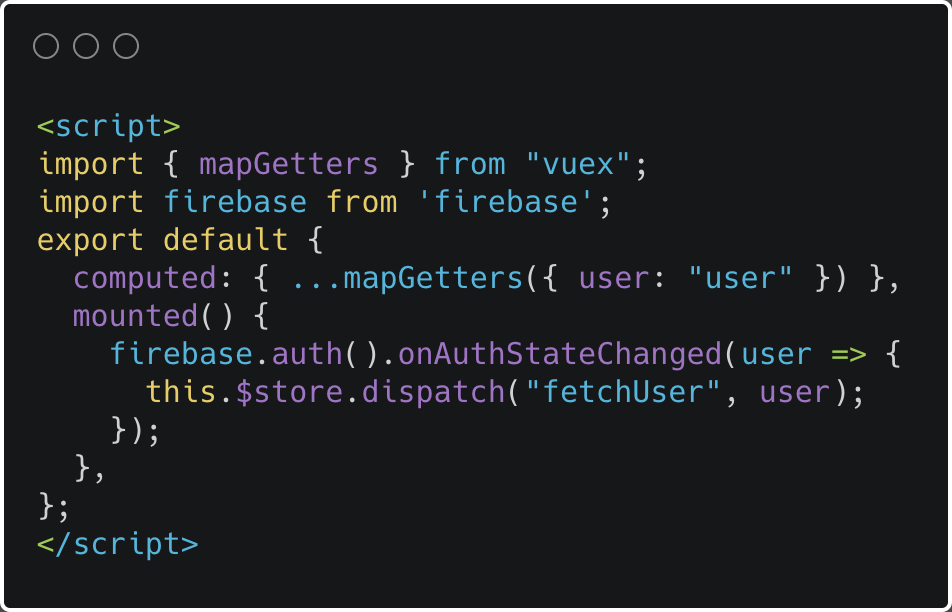 <script>
import { mapGetters } from "vuex";
import firebase from 'firebase';
export default {
  computed: { ...mapGetters({ user: "user" }) },
  mounted() {
    firebase.auth().onAuthStateChanged(user => {
      this.$store.dispatch("fetchUser", user);
    });
  },
};
</script>